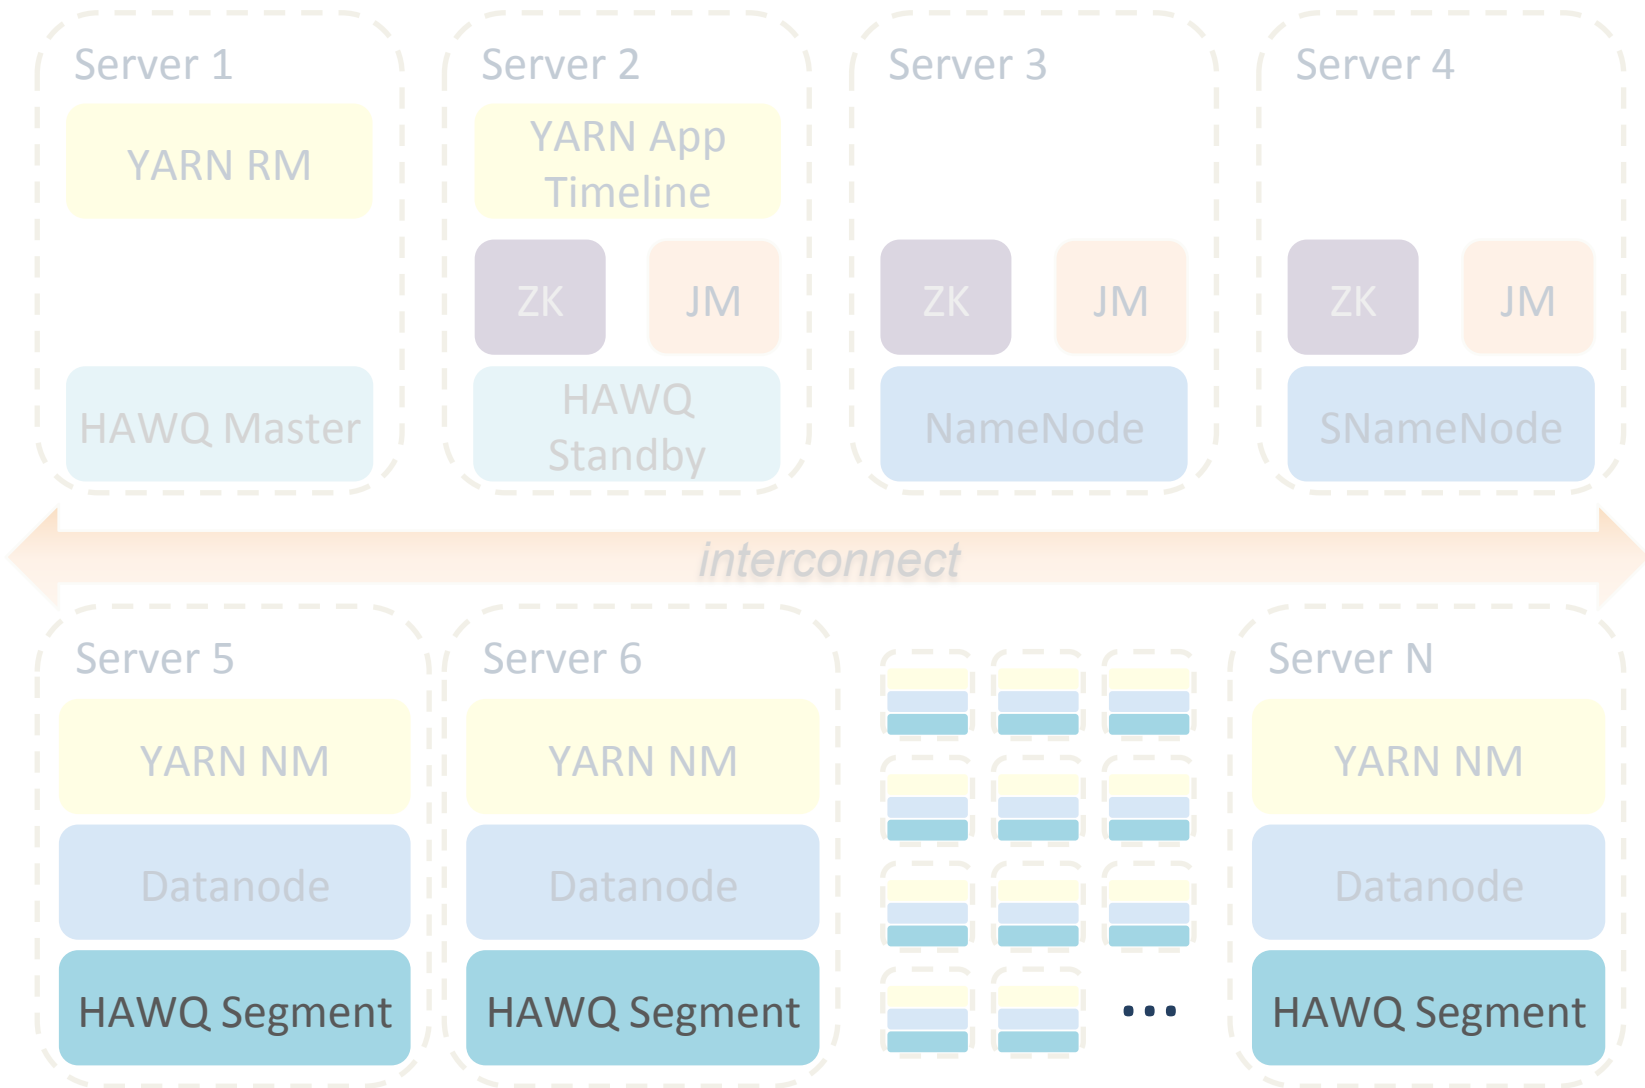 Server 1
YARN RM
HAWQ Master
Server 2
YARN App
Timeline
ZK
JM
HAWQ
Standby
Server 3
ZK
JM
NameNode
Server 4
ZK
JM
SNameNode
interconnect
Server 5
YARN NM
Datanode
HAWQ Segment
Server 6
YARN NM
Datanode
HAWQ Segment
...
Server N
YARN NM
Datanode
HAWQ Segment